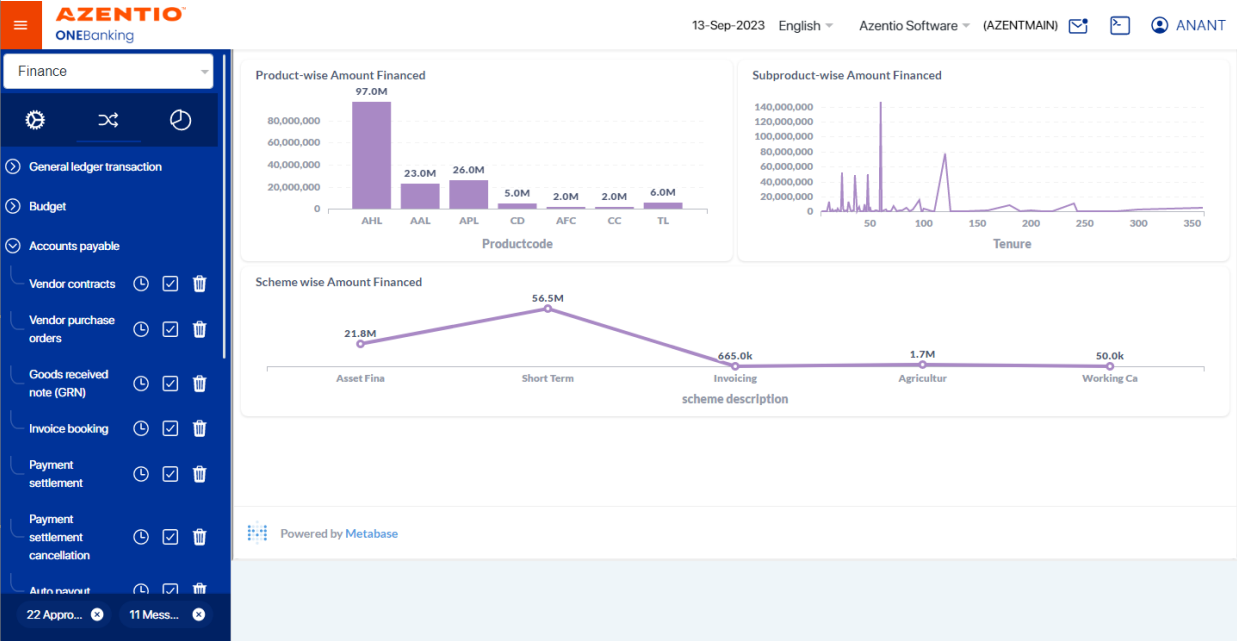 AZENTIO
ONEBanking
13-Sep-2023 English Azentio Software (AZENTMAIN) ANANT
Finance
General ledger transaction
Budget
Accounts payable
Vendor contracts
Vendor purchase
orders
Goods received
note (GRN)
Invoice booking
Payment
settlement
Payment
settlement
cancellation
Auto payout
22 Appro... 11 Mess...
Product-wise Amount Financed
97.0M
80,000,000
60,000,000
40,000,000
20,000,000
0
23.0M 26.0M 5.0M 2.0M 2.0M 6.0M
AHL AAL APL CD AFC CC TL
Productcode
Subproduct-wise Amount Financed
140,000,000
120,000,000
100,000,000
80,000,000
60,000,000
40,000,000
20,000,000
0
50 100 150 200 250 300 350
Tenure
Scheme wise Amount Financed
21.8M 56.5M 665.0k 1.7M 50.0k
Asset Fina Short Term Invoicing Agricultur Working Ca
scheme description
Powered by Metabase